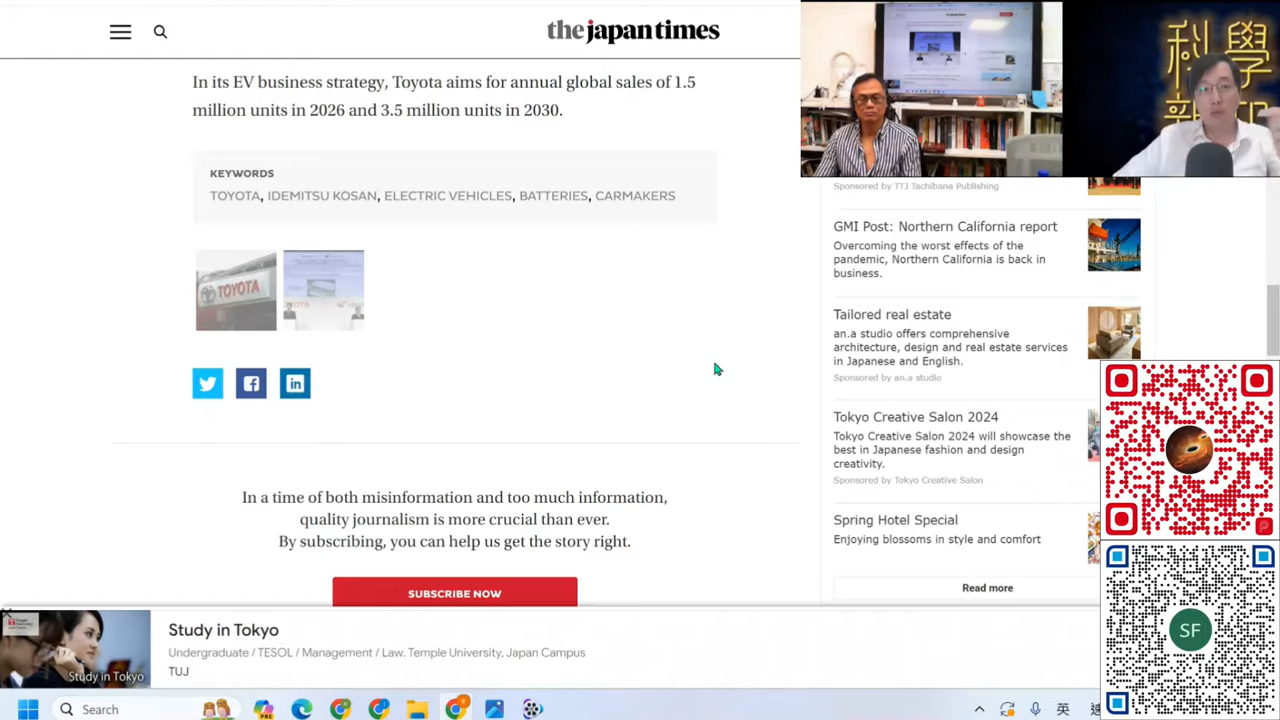 the japan times
In its EV business strategy, Toyota aims for annual global sales of 1.5
million units in 2026 and 3.5 million units in 2030.
KEYWORDS
TOYOTA, IDEMITSU KOSAN, ELECTRIC VEHICLES, BATTERIES, CARMAKERS
TOYOTA
In a time of both misinformation and too much information,
quality journalism is more crucial than ever.
By subscribing, you can help us get the story right.
SUBSCRIBE NOW
科學
Sponsored by TTJ Tachibana Publishing
GMI Post: Northern California report
Overcoming the worst effects of the
pandemic, Northern California is back in
business.
Tailored real estate
an.a studio offers comprehensive
architecture, design and real estate services
in Japanese and English.
Sponsored by an.a studio
Tokyo Creative Salon 2024
Tokyo Creative Salon 2024 will showcase the
best in Japanese fashion and design
creativity.
Sponsored by Tokyo Creative Salon
Spring Hotel Special
Enjoying blossoms in style and comfort
Read more
SF
Study in Tokyo
Study in Tokyo
Undergraduate / TESOL / Management / Law. Temple University, Japan Campus
TUJ
Search
PRE
英